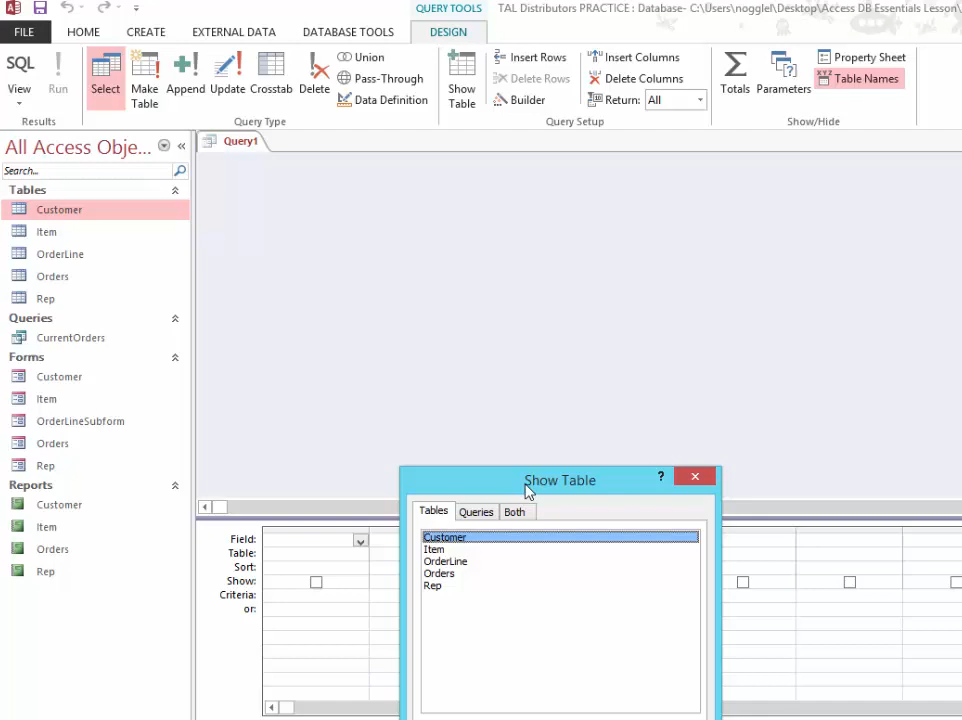 QUERY TOOLS TAL Distributors PRACTICE : Database- C:\Users\nogglel\Desktop\Access DB Essentials Lesson\
FILE HOME CREATE EXTERNAL DATA DATABASE TOOLS DESIGN
SQL View Run
Select Make Table Append Update Crosstab Delete
Union
Pass-Through
Data Definition
Show Table
Insert Rows
Delete Rows
Builder
Insert Columns
Delete Columns
Return: All
Totals Parameters
Property Sheet
XYZ Table Names
Results Query Type Query Setup Show/Hide
All Access Obje... «
Search...
Tables
Customer
Item
OrderLine
Orders
Rep
Queries
CurrentOrders
Forms
Customer
Item
OrderLineSubform
Orders
Rep
Reports
Customer
Item
Orders
Rep
Query1
Field:
Table:
Sort:
Show:
Criteria:
or:
Show Table ?
Tables Queries Both
Customer
Item
OrderLine
Orders
Rep